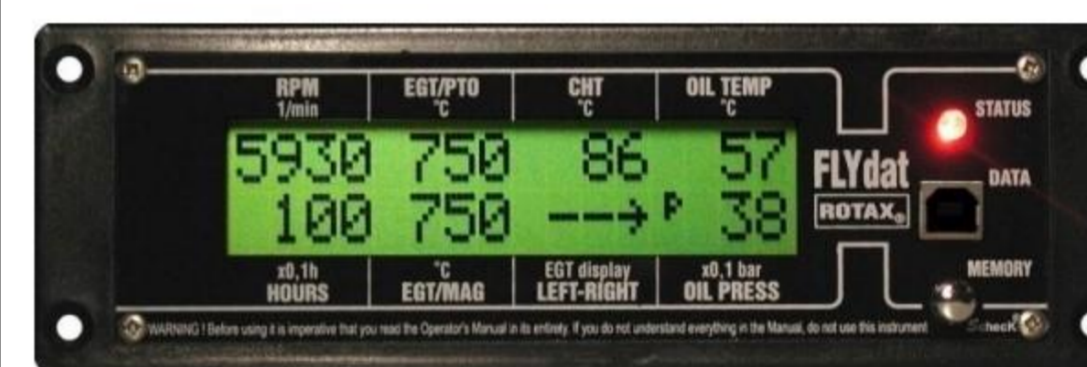 RPM EGT/PTO CHT OIL TEMP
1/min °C °C °C
STATUS
5930 750 86 57
FLYdat
DATA
100 750 --→ P 38
ROTAX®
x0,1h °C EGT display x0,1 bar
HOURS EGT/MAG LEFT-RIGHT OIL PRESS
MEMORY
WARNING ! Before using it is imperative that you read the Operator's Manual in its entirety. If you do not understand everything in the Manual, do not use this instrument